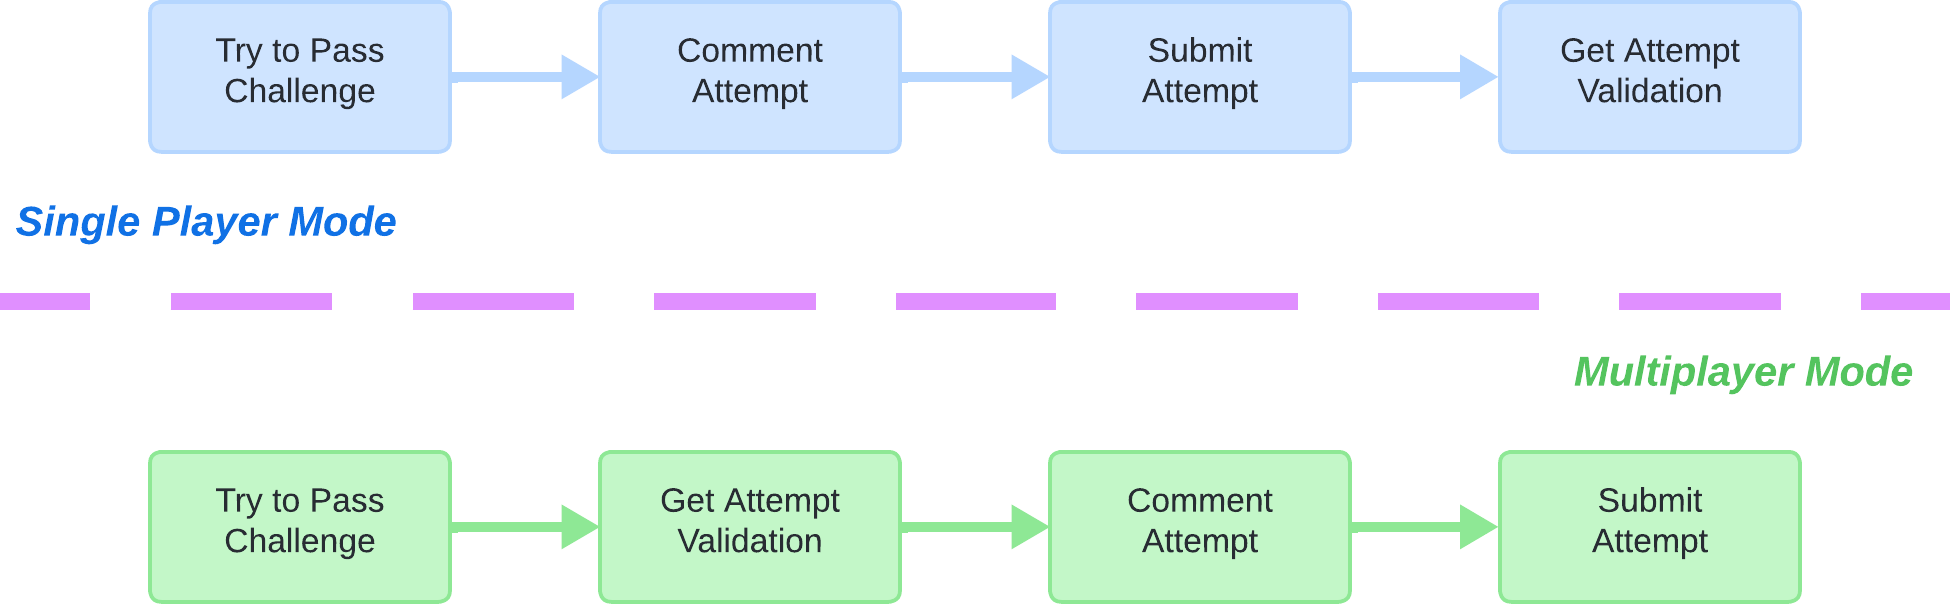 Try to Pass
Challenge
Comment
Attempt
Submit
Attempt
Get Attempt
Validation
Single Player Mode
Multiplayer Mode
Try to Pass
Challenge
Get Attempt
Validation
Comment
Attempt
Submit
Attempt